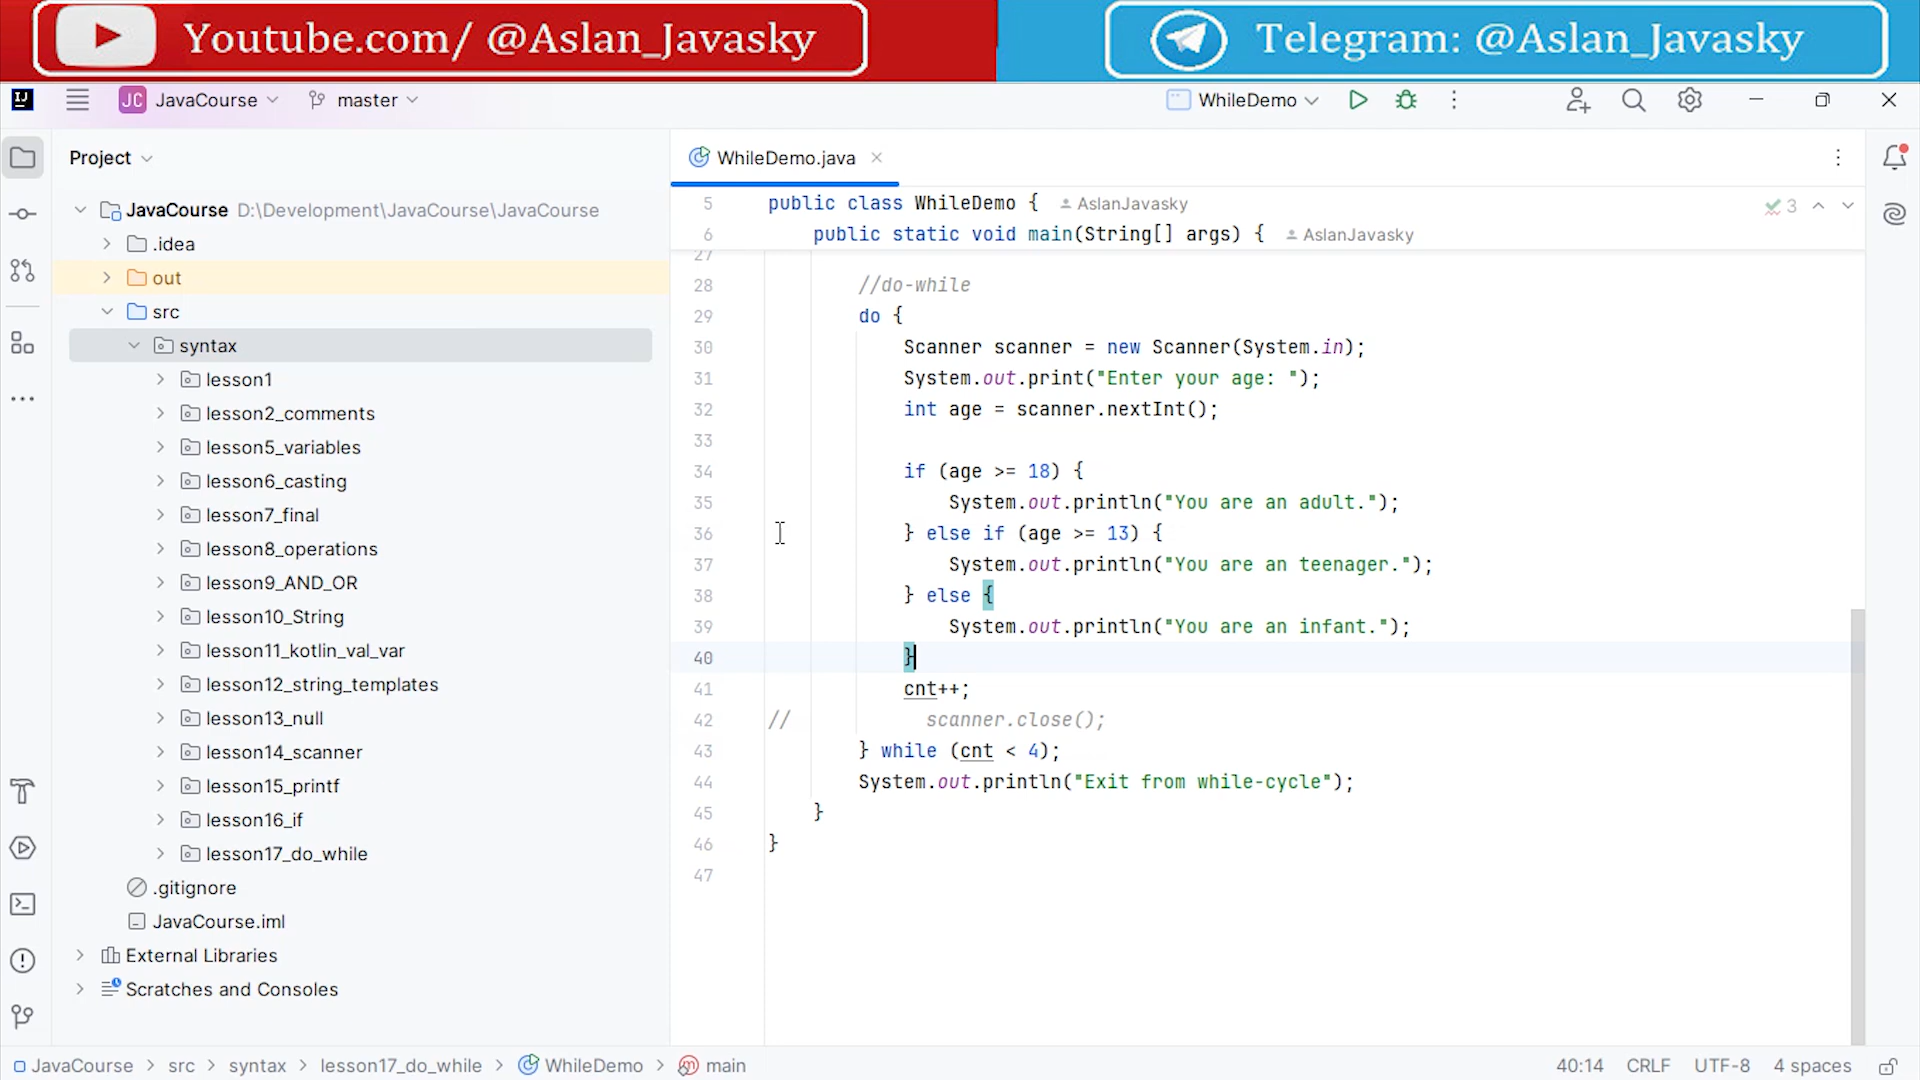 Youtube.com/ @Aslan_Javasky
Telegram: @Aslan_Javasky
JC JavaCourse master
WhileDemo
Project
JavaCourse D:\Development\JavaCourse\JavaCourse
.idea
out
src
syntax
lesson1
lesson2_comments
lesson5_variables
lesson6_casting
lesson7_final
lesson8_operations
lesson9_AND_OR
lesson10_String
lesson11_kotlin_val_var
lesson12_string_templates
lesson13_null
lesson14_scanner
lesson15_printf
lesson16_if
lesson17_do_while
.gitignore
JavaCourse.iml
External Libraries
Scratches and Consoles
WhileDemo.java
5 public class WhileDemo { AslanJavasky
3
6 public static void main(String[] args) { AslanJavasky
27
28 //do-while
29 do {
30 Scanner scanner = new Scanner(System.in);
31 System.out.print("Enter your age: ");
32 int age = scanner.nextInt();
33
34 if (age >= 18) {
35 System.out.println("You are an adult.");
36 } else if (age >= 13) {
37 System.out.println("You are an teenager.");
38 } else {
39 System.out.println("You are an infant.");
40 }
41 cnt++;
42 // scanner.close();
43 } while (cnt < 4);
44 System.out.println("Exit from while-cycle");
45 }
46 }
47
JavaCourse > src > syntax > lesson17_do_while > WhileDemo > main
40:14 CRLF UTF-8 4 spaces